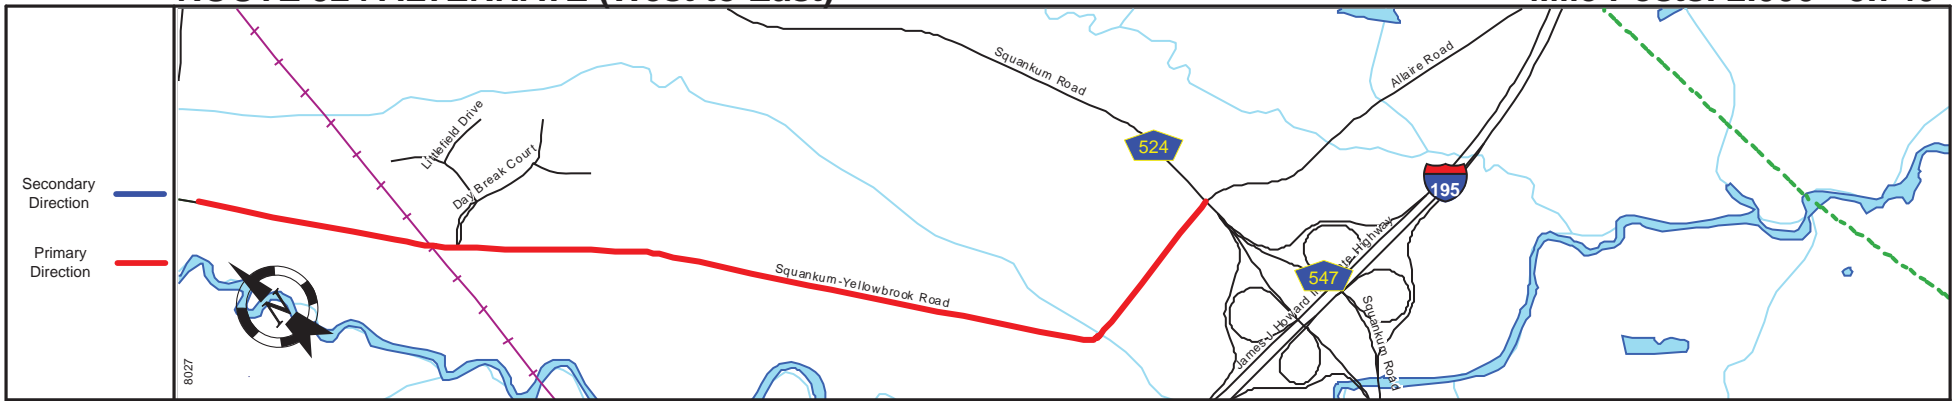 Secondary
Direction
Primary
Direction
Squankum Road
Allaire Road
524
195
Littlefield Drive
Day Break Court
Squankum-Yellowbrook Road
547
James J Howard
Highway
Squankum Road
N
8027